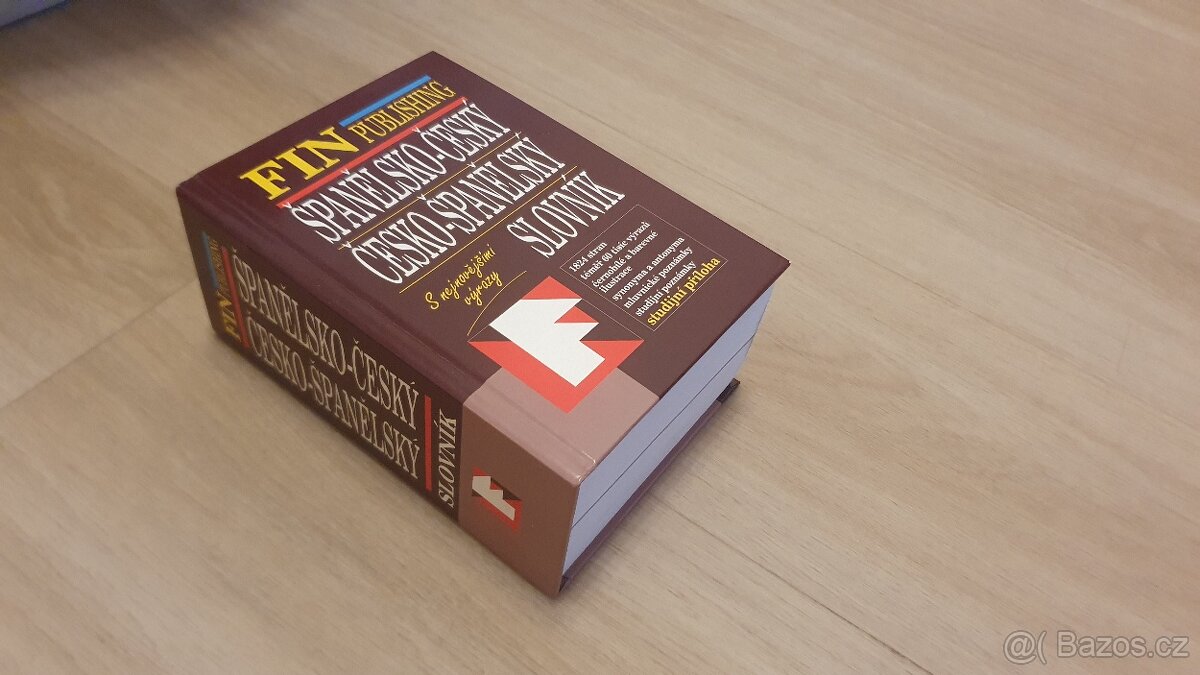 FIN PUBLISHING
ŠPANĚLSKO-ČESKÝ
ČESKO-ŠPANĚLSKÝ
SLOVNÍK
S nejnovějšími
výrazy
1824 stran
téměř 60 tisíc výrazů
černobílé a barevné
ilustrace
synonyma a antonyma
mluvnické poznámky
studijní poznámky
studijní příloha
FIN PUBLISHING
ŠPANĚLSKO-ČESKÝ
ČESKO-ŠPANĚLSKÝ
SLOVNÍK
@( Bazos.cz